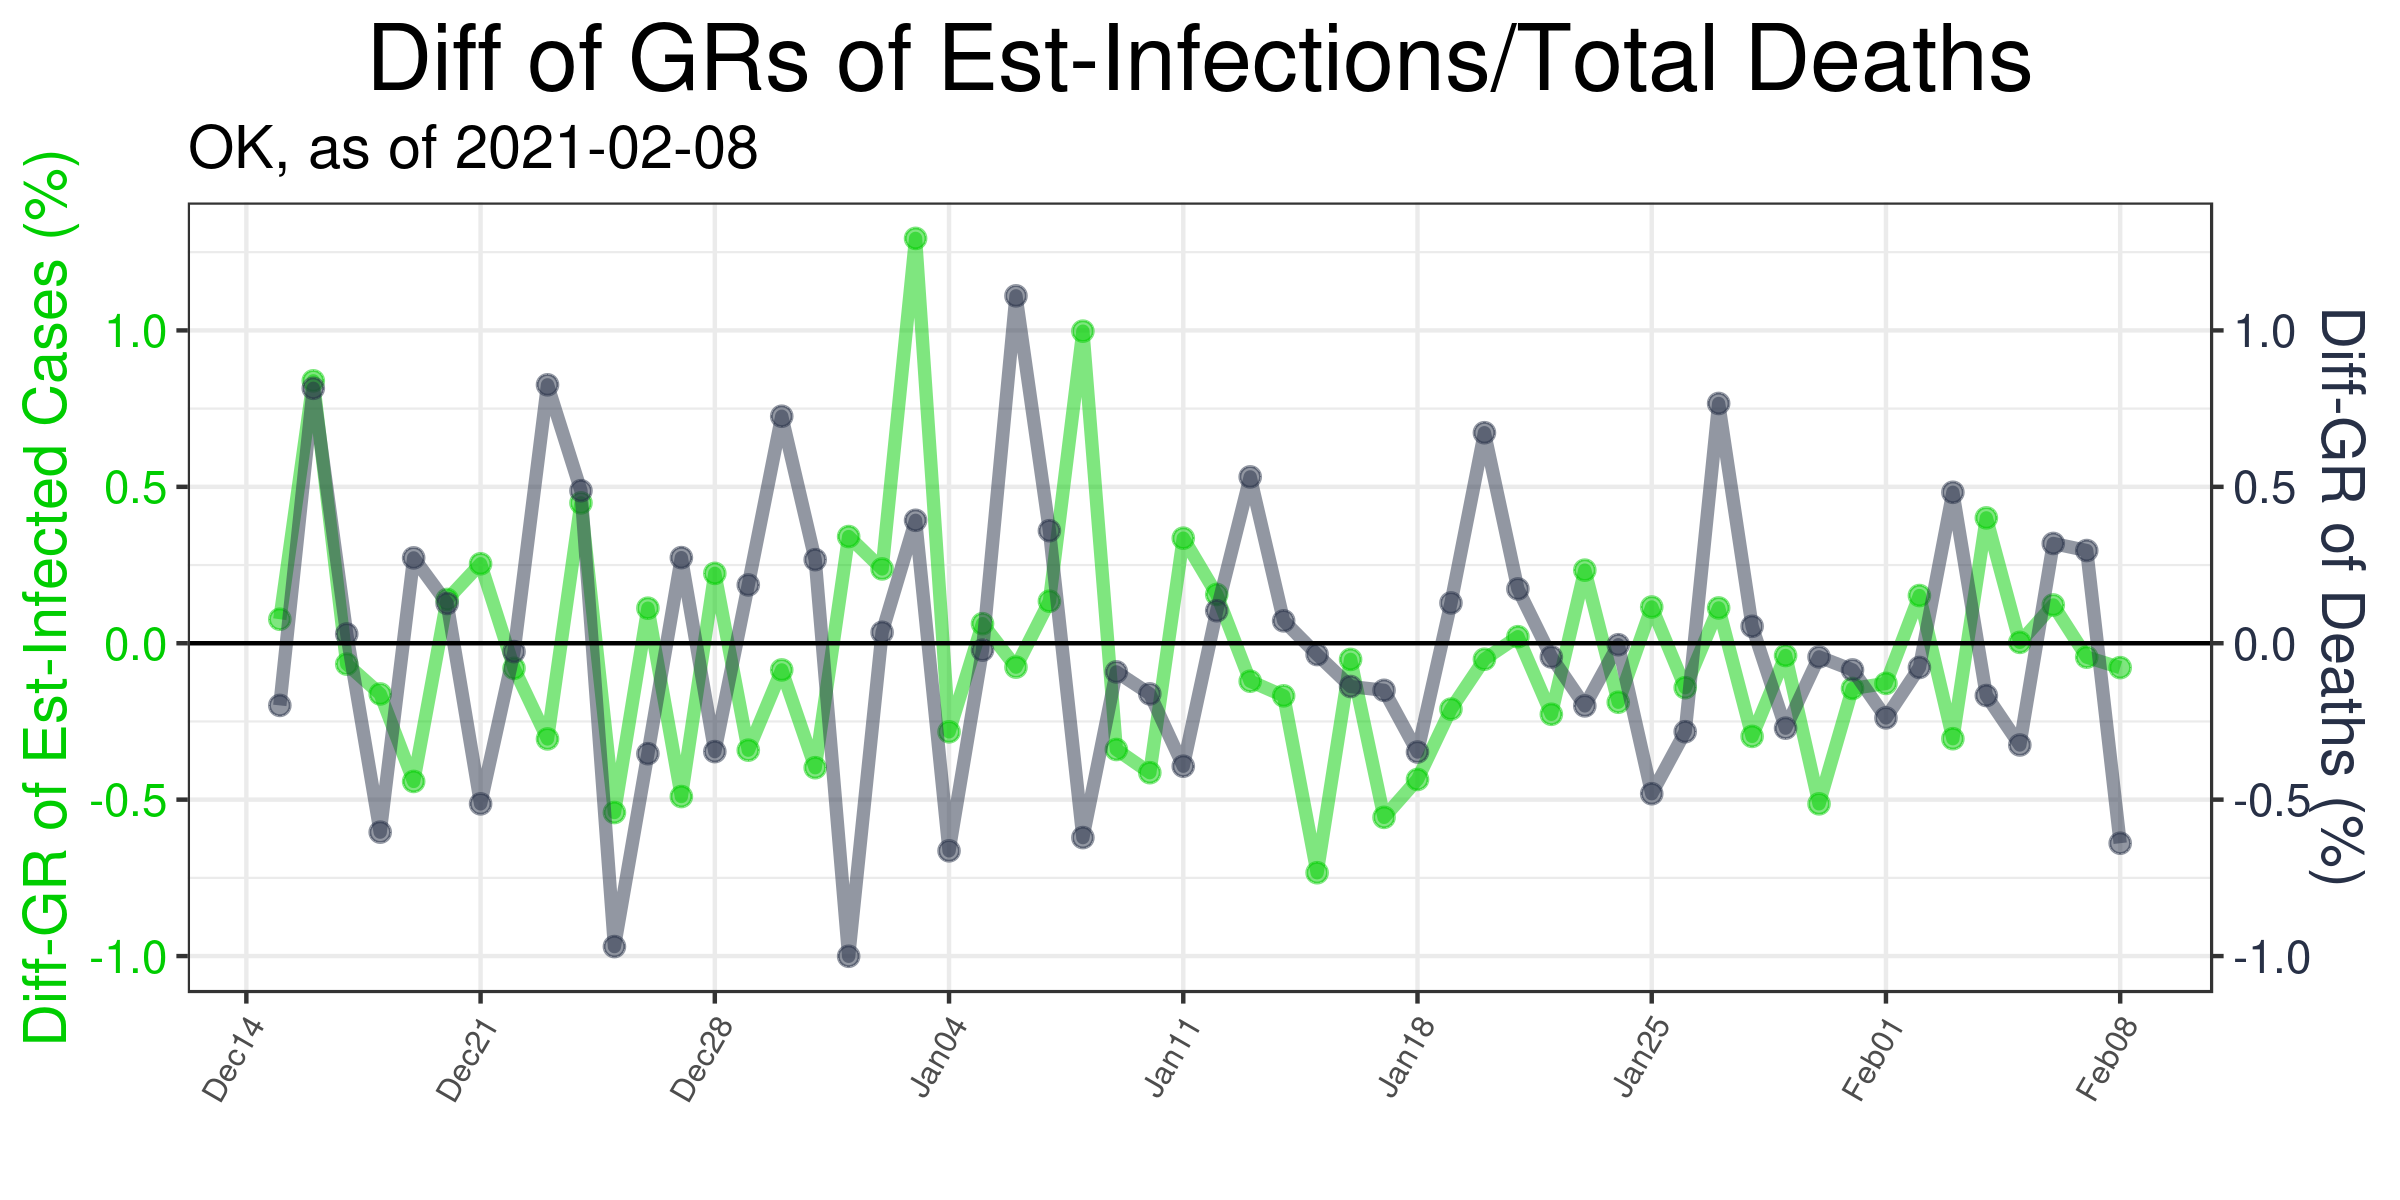 Diff of GRs of Est-Infections/Total Deaths
OK, as of 2021-02-08
Diff-GR of Est-Infected Cases (%)
1.0
0.5
0.0
-0.5
-1.0
1.0
0.5
0.0
-0.5
-1.0
Diff-GR of Deaths (%)
Dec14
Dec21
Dec28
Jan04
Jan11
Jan18
Jan25
Feb01
Feb08